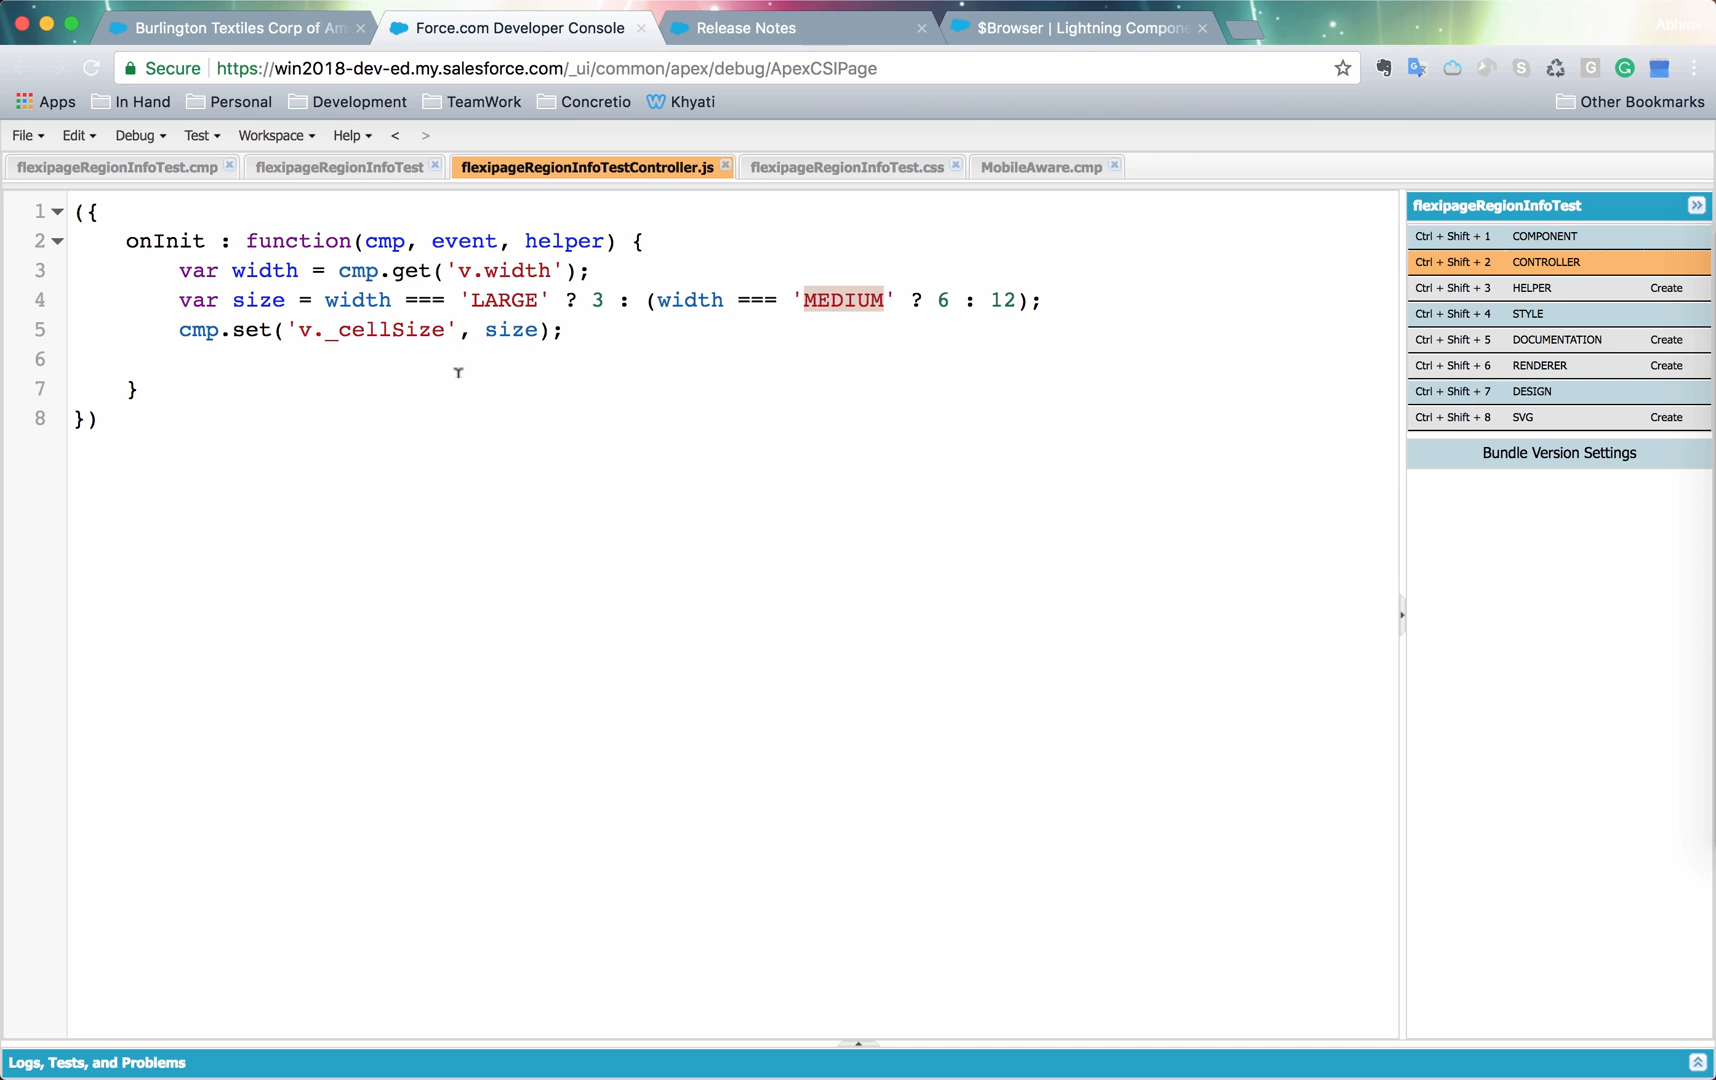 Burlington Textiles Corp of Am
Force.com Developer Console
Release Notes
$Browser | Lightning Compone
Abhinv
Secure https://win2018-dev-ed.my.salesforce.com/_ui/common/apex/debug/ApexCSIPage
Apps In Hand Personal Development TeamWork Concretio Khyati Other Bookmarks
File Edit Debug Test Workspace Help < >
flexipageRegionInfoTest.cmp flexipageRegionInfoTest flexipageRegionInfoTestController.js flexipageRegionInfoTest.css MobileAware.cmp
1 ({
2 onInit : function(cmp, event, helper) {
3 var width = cmp.get('v.width');
4 var size = width === 'LARGE' ? 3 : (width === 'MEDIUM' ? 6 : 12);
5 cmp.set('v._cellSize', size);
6
7 }
8 })
flexipageRegionInfoTest
Ctrl + Shift + 1 COMPONENT
Ctrl + Shift + 2 CONTROLLER
Ctrl + Shift + 3 HELPER Create
Ctrl + Shift + 4 STYLE
Ctrl + Shift + 5 DOCUMENTATION Create
Ctrl + Shift + 6 RENDERER Create
Ctrl + Shift + 7 DESIGN
Ctrl + Shift + 8 SVG Create
Bundle Version Settings
Logs, Tests, and Problems